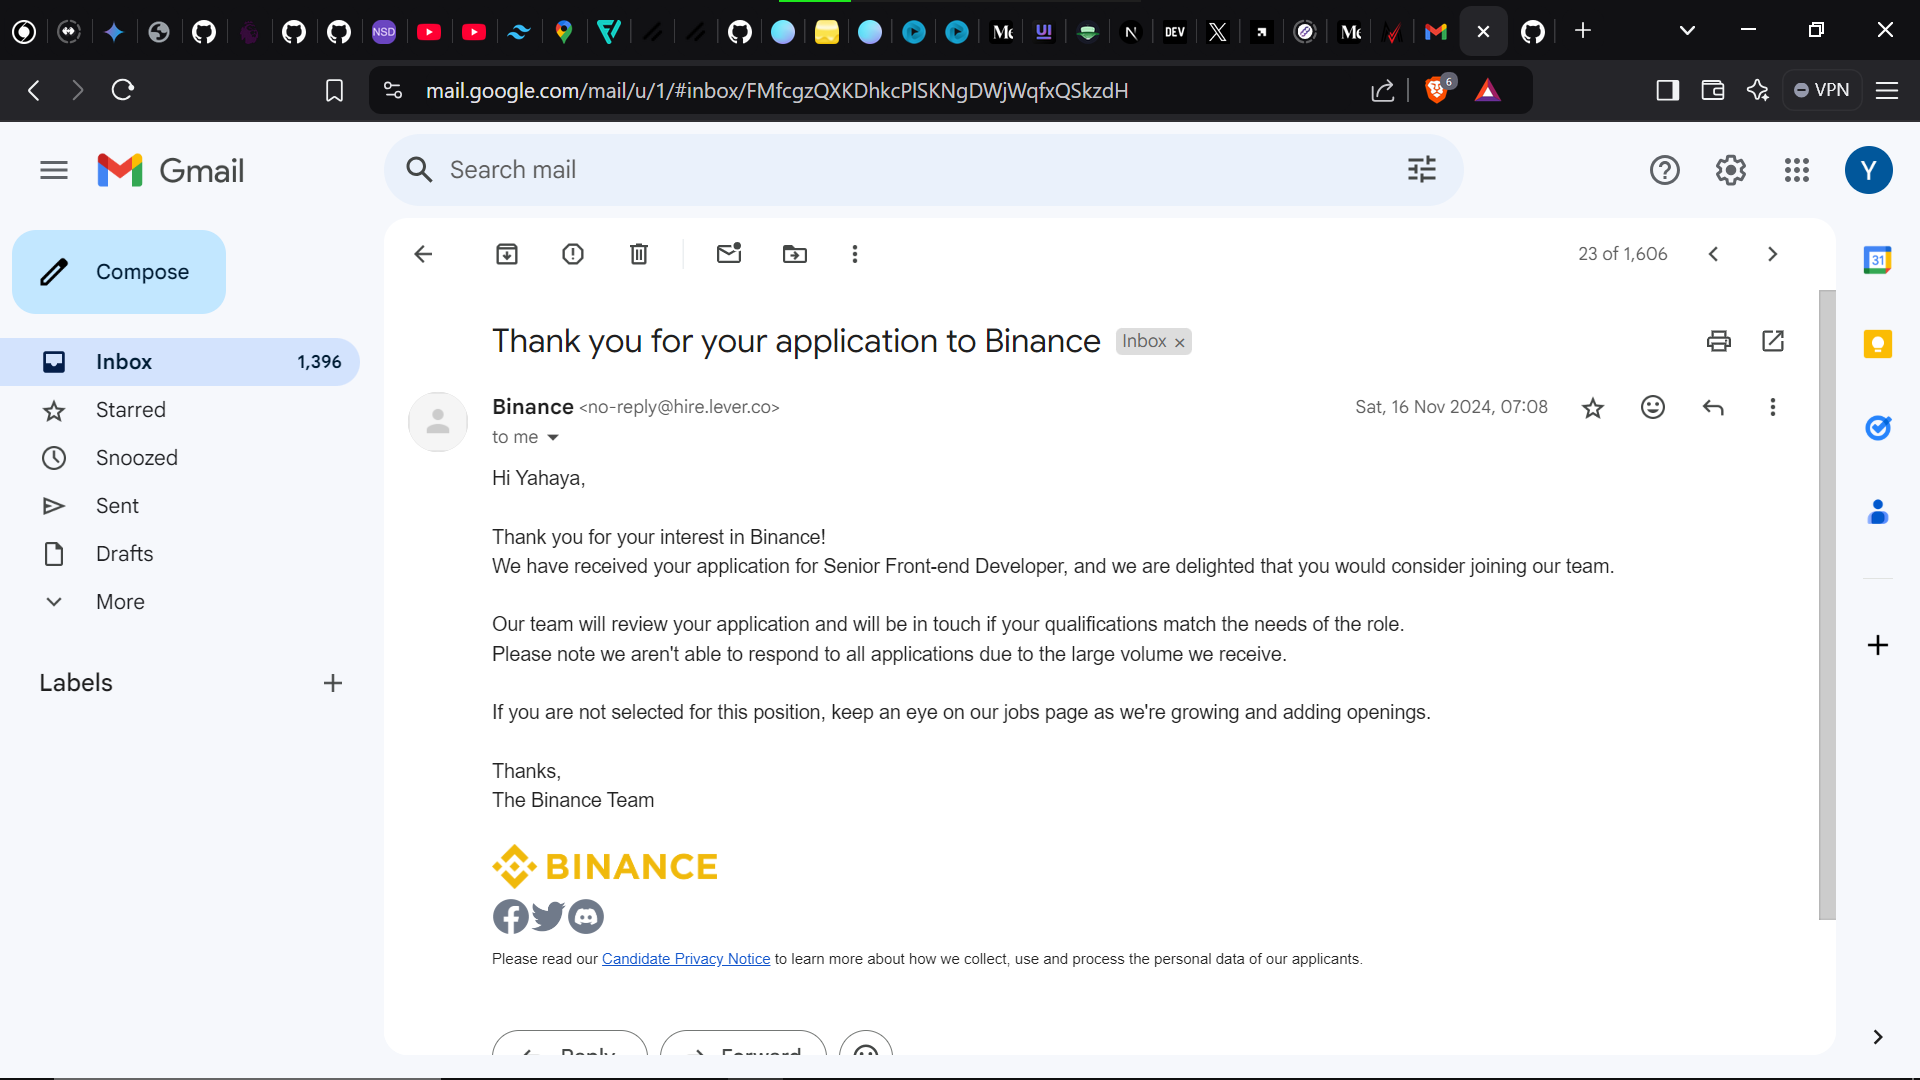 NSD
Me
UI
N
DEV
X
Me
mail.google.com/mail/u/1/#inbox/FMfcgzQXKDhkcPlSKNgDWjWqfxQSkzdH
6
VPN
Gmail
Search mail
Y
Compose
23 of 1,606
31
Thank you for your application to Binance Inbox ×
Inbox 1,396
Starred
Snoozed
Sent
Drafts
More
Labels
Binance <no-reply@hire.lever.co>
Sat, 16 Nov 2024, 07:08
to me
Hi Yahaya,
Thank you for your interest in Binance!
We have received your application for Senior Front-end Developer, and we are delighted that you would consider joining our team.
Our team will review your application and will be in touch if your qualifications match the needs of the role.
Please note we aren't able to respond to all applications due to the large volume we receive.
If you are not selected for this position, keep an eye on our jobs page as we're growing and adding openings.
Thanks,
The Binance Team
BINANCE
Please read our Candidate Privacy Notice to learn more about how we collect, use and process the personal data of our applicants.
Reply
Forward